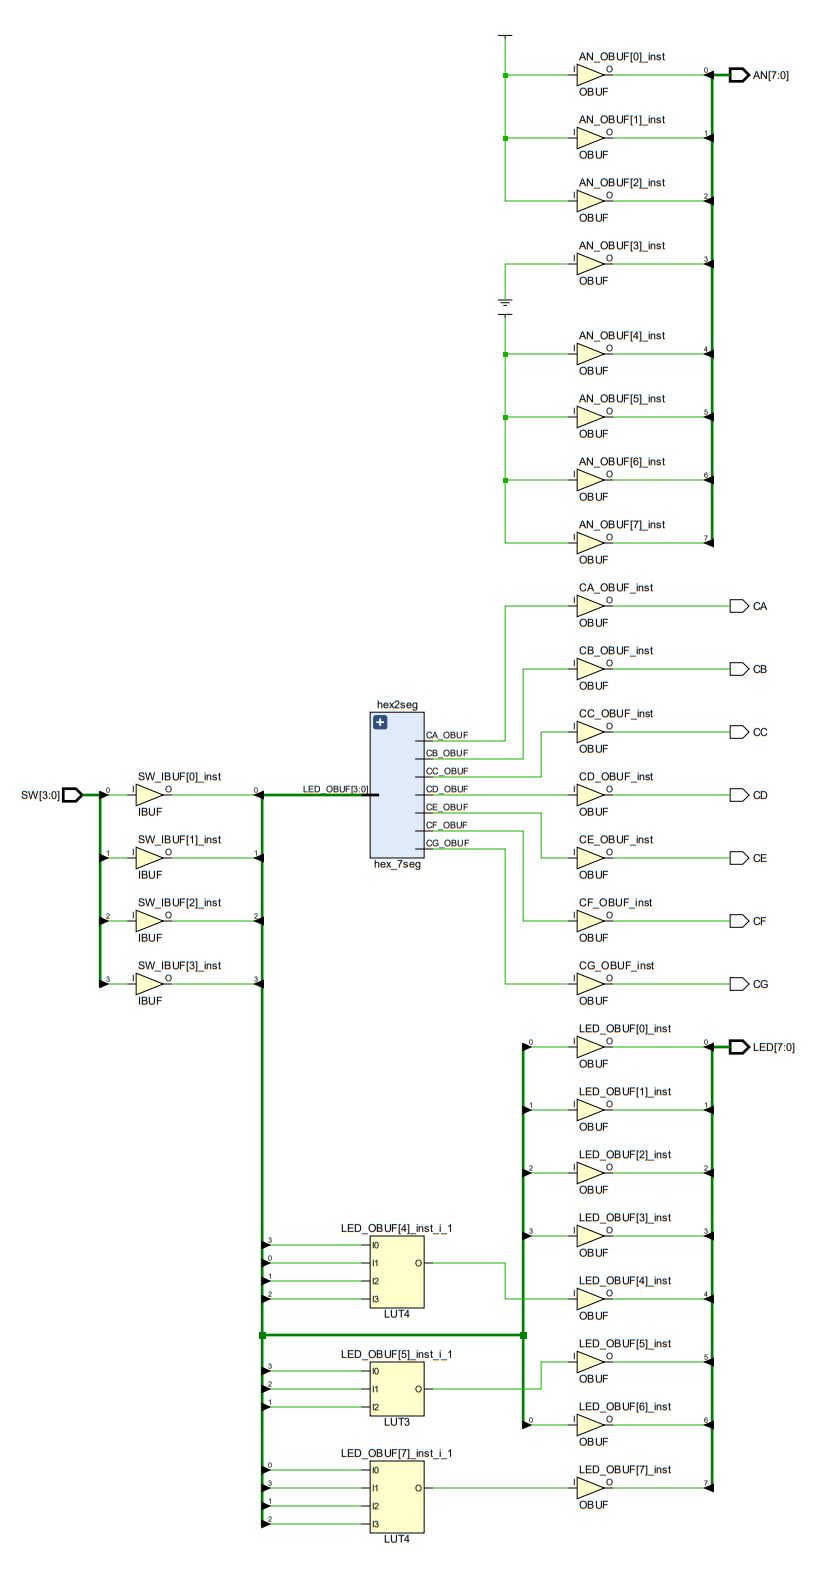 AN_OBUF[0]_inst
I O
OBUF
0
AN[7:0]
AN_OBUF[1]_inst
I O
OBUF
1
AN_OBUF[2]_inst
I O
OBUF
2
AN_OBUF[3]_inst
I O
OBUF
3
AN_OBUF[4]_inst
I O
OBUF
4
AN_OBUF[5]_inst
I O
OBUF
5
AN_OBUF[6]_inst
I O
OBUF
6
AN_OBUF[7]_inst
I O
OBUF
7
CA_OBUF_inst
I O
OBUF
CA
CB_OBUF_inst
I O
OBUF
CB
CC_OBUF_inst
I O
OBUF
CC
CD_OBUF_inst
I O
OBUF
CD
CE_OBUF_inst
I O
OBUF
CE
CF_OBUF_inst
I O
OBUF
CF
CG_OBUF_inst
I O
OBUF
CG
hex2seg
+
CA_OBUF
CB_OBUF
CC_OBUF
CD_OBUF
CE_OBUF
CF_OBUF
CG_OBUF
LED_OBUF[3:0]
hex_7seg
SW[3:0]
0
SW_IBUF[0]_inst
I O
IBUF
0
1
SW_IBUF[1]_inst
I O
IBUF
1
2
SW_IBUF[2]_inst
I O
IBUF
2
3
SW_IBUF[3]_inst
I O
IBUF
3
0
LED_OBUF[0]_inst
I O
OBUF
0
LED[7:0]
1
LED_OBUF[1]_inst
I O
OBUF
1
2
LED_OBUF[2]_inst
I O
OBUF
2
3
LED_OBUF[3]_inst
I O
OBUF
3
LED_OBUF[4]_inst
I O
OBUF
4
LED_OBUF[5]_inst
I O
OBUF
5
0
LED_OBUF[6]_inst
I O
OBUF
6
LED_OBUF[7]_inst
I O
OBUF
7
LED_OBUF[4]_inst_i_1
3 I0
0 I1 O
1 I2
2 I3
LUT4
LED_OBUF[5]_inst_i_1
3 I0
2 I1 O
1 I2
LUT3
LED_OBUF[7]_inst_i_1
0 I0
3 I1 O
1 I2
2 I3
LUT4